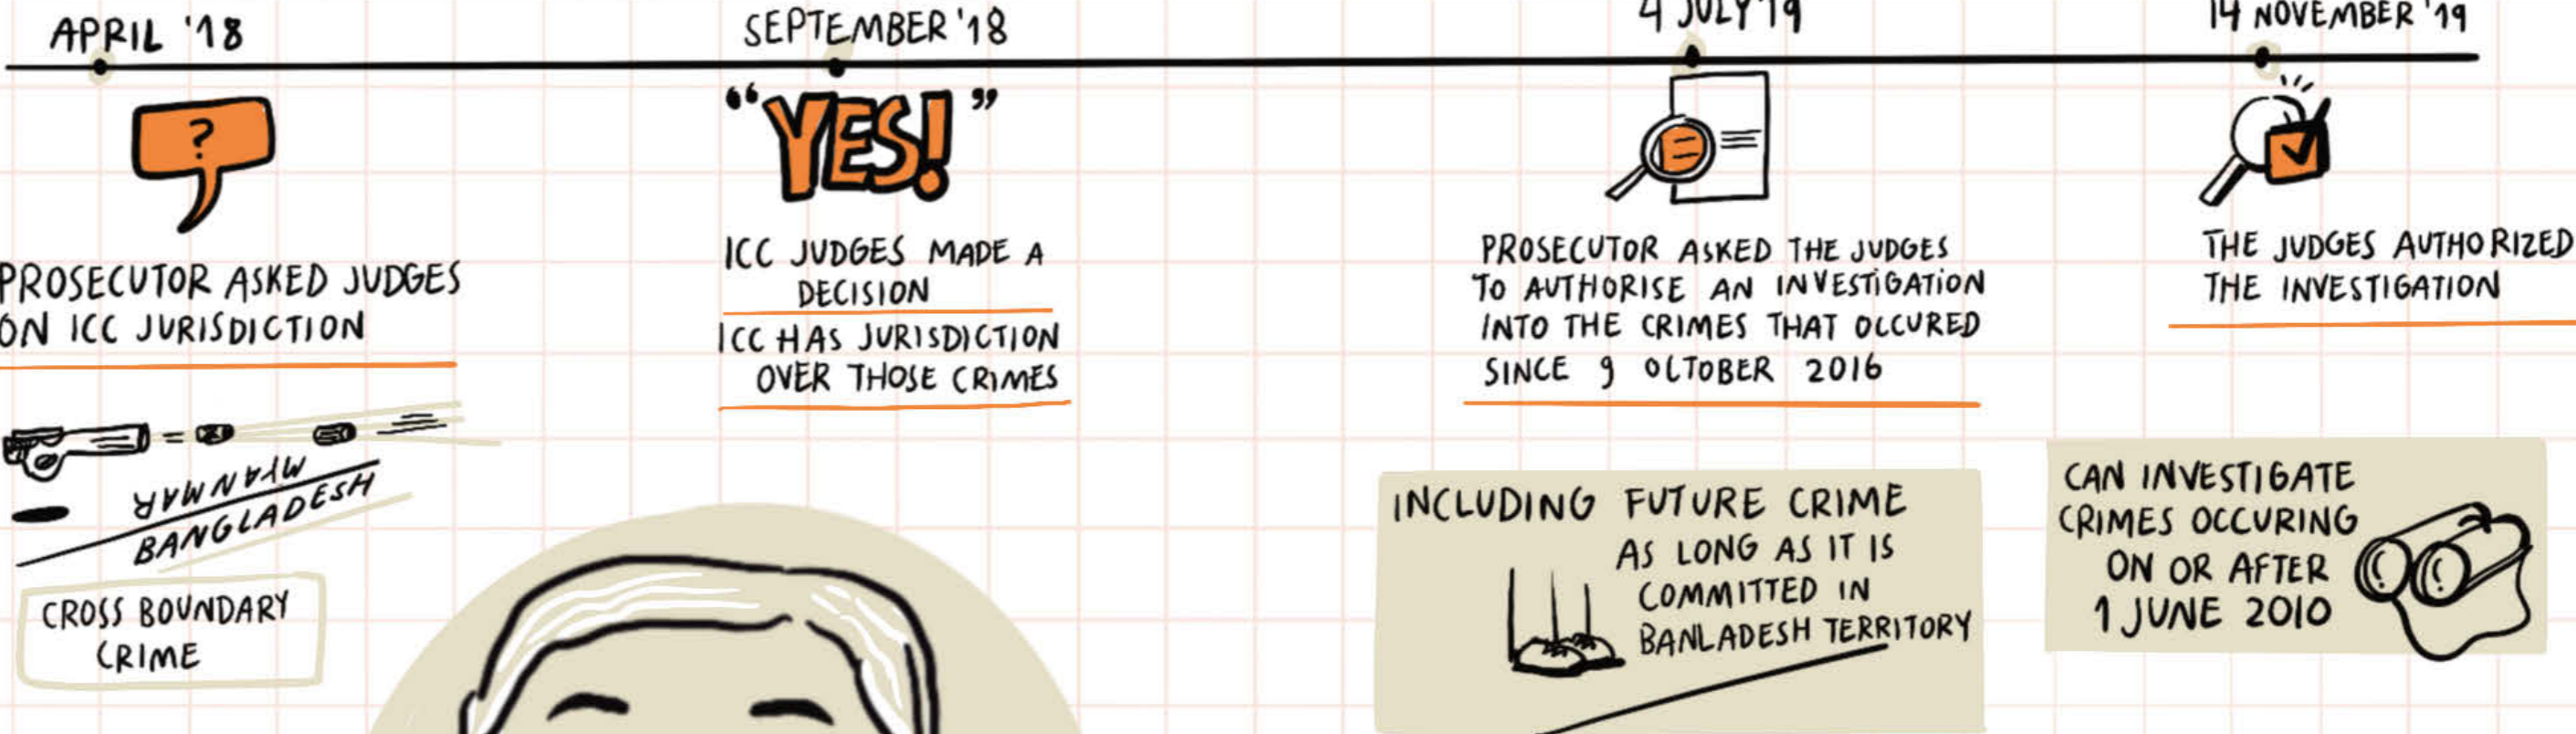 APRIL '18
?
PROSECUTOR ASKED JUDGES
ON ICC JURISDICTION
MYANMAR
BANGLADESH
CROSS BOUNDARY
CRIME
SEPTEMBER '18
“YES!”
ICC JUDGES MADE A
DECISION
ICC HAS JURISDICTION
OVER THOSE CRIMES
4 JULY '19
PROSECUTOR ASKED THE JUDGES
TO AUTHORISE AN INVESTIGATION
INTO THE CRIMES THAT OCCURED
SINCE 9 OCTOBER 2016
INCLUDING FUTURE CRIME
AS LONG AS IT IS
COMMITTED IN
BANLADESH TERRITORY
14 NOVEMBER '19
THE JUDGES AUTHORIZED
THE INVESTIGATION
CAN INVESTIGATE
CRIMES OCCURING
ON OR AFTER
1 JUNE 2010